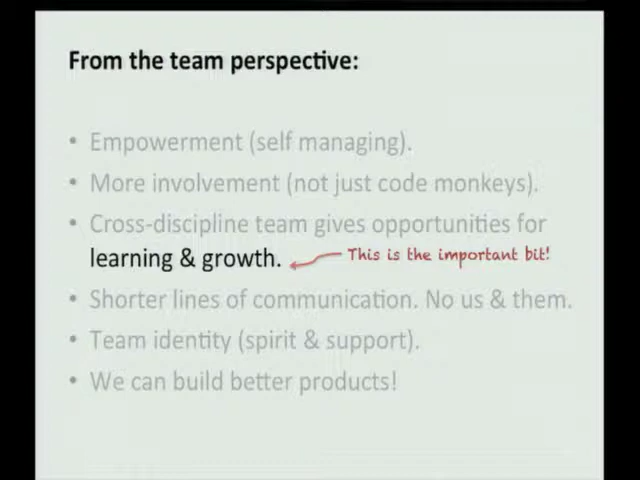 From the team perspective:
• Empowerment (self managing).
• More involvement (not just code monkeys).
• Cross-discipline team gives opportunities for
learning & growth. This is the important bit!
• Shorter lines of communication. No us & them.
• Team identity (spirit & support).
• We can build better products!